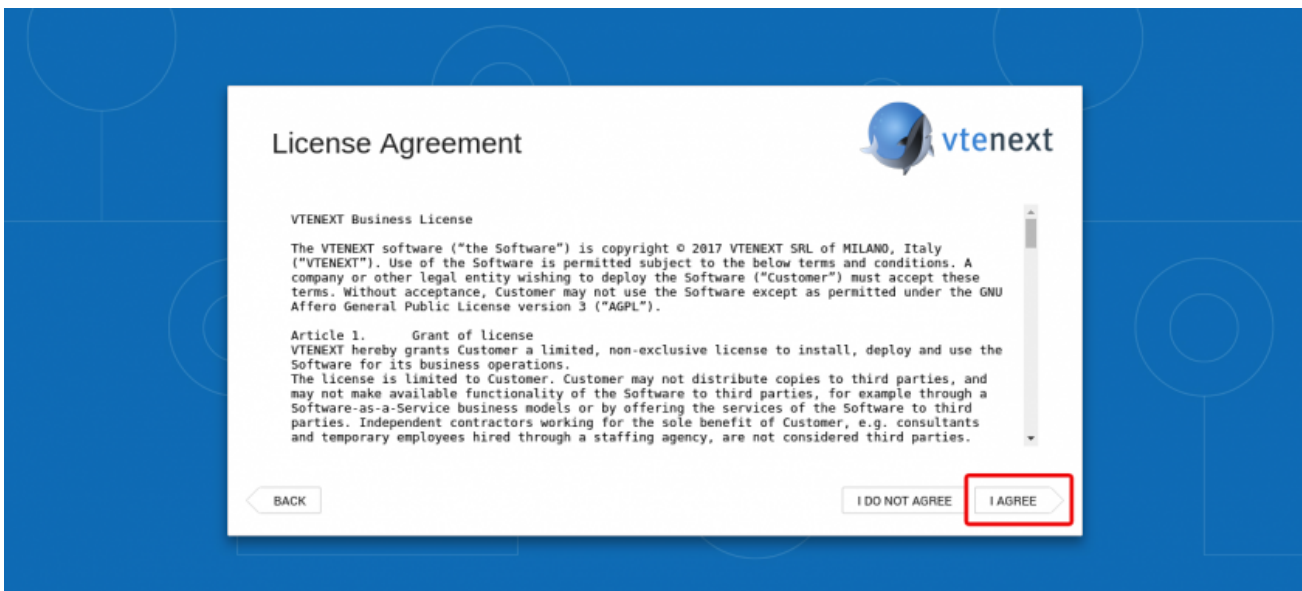 License Agreement
vtenext
VTENEXT Business License
The VTENEXT software (“the Software”) is copyright © 2017 VTENEXT SRL of MILANO, Italy
(“VTENEXT”). Use of the Software is permitted subject to the below terms and conditions. A
company or other legal entity wishing to deploy the Software (“Customer”) must accept these
terms. Without acceptance, Customer may not use the Software except as permitted under the GNU
Affero General Public License version 3 (“AGPL”).
Article 1. Grant of license
VTENEXT hereby grants Customer a limited, non-exclusive license to install, deploy and use the
Software for its business operations.
The license is limited to Customer. Customer may not distribute copies to third parties, and
may not make available functionality of the Software to third parties, for example through a
Software-as-a-Service business models or by offering the services of the Software to third
parties. Independent contractors working for the sole benefit of Customer, e.g. consultants
and temporary employees hired through a staffing agency, are not considered third parties.
BACK
I DO NOT AGREE
I AGREE